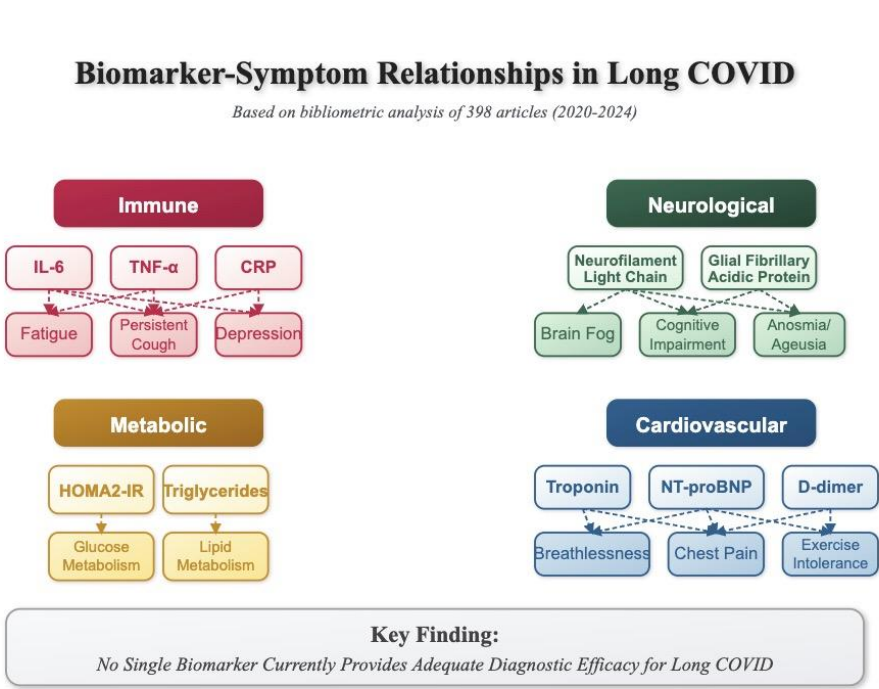 Biomarker-Symptom Relationships in Long COVID
Based on bibliometric analysis of 398 articles (2020-2024)
Immune
IL-6
TNF-α
CRP
Fatigue
Persistent
Cough
Depression
Neurological
Neurofilament
Light Chain
Glial Fibrillary
Acidic Protein
Brain Fog
Cognitive
Impairment
Anosmia/
Ageusia
Metabolic
HOMA2-IR
Triglycerides
Glucose
Metabolism
Lipid
Metabolism
Cardiovascular
Troponin
NT-proBNP
D-dimer
Breathlessness
Chest Pain
Exercise
Intolerance
Key Finding:
No Single Biomarker Currently Provides Adequate Diagnostic Efficacy for Long COVID